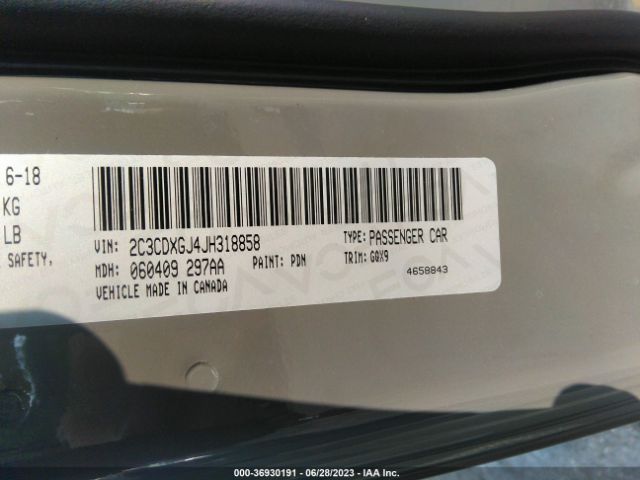 6-18
KG
LB
SAFETY,
VIN: 2C3CDXGJ4JH318858 TYPE: PASSENGER CAR
MDH: 060409 297AA PAINT: PDN TRIM: GQX9
VEHICLE MADE IN CANADA 4658843
000-36930191 - 06/28/2023 - IAA Inc.